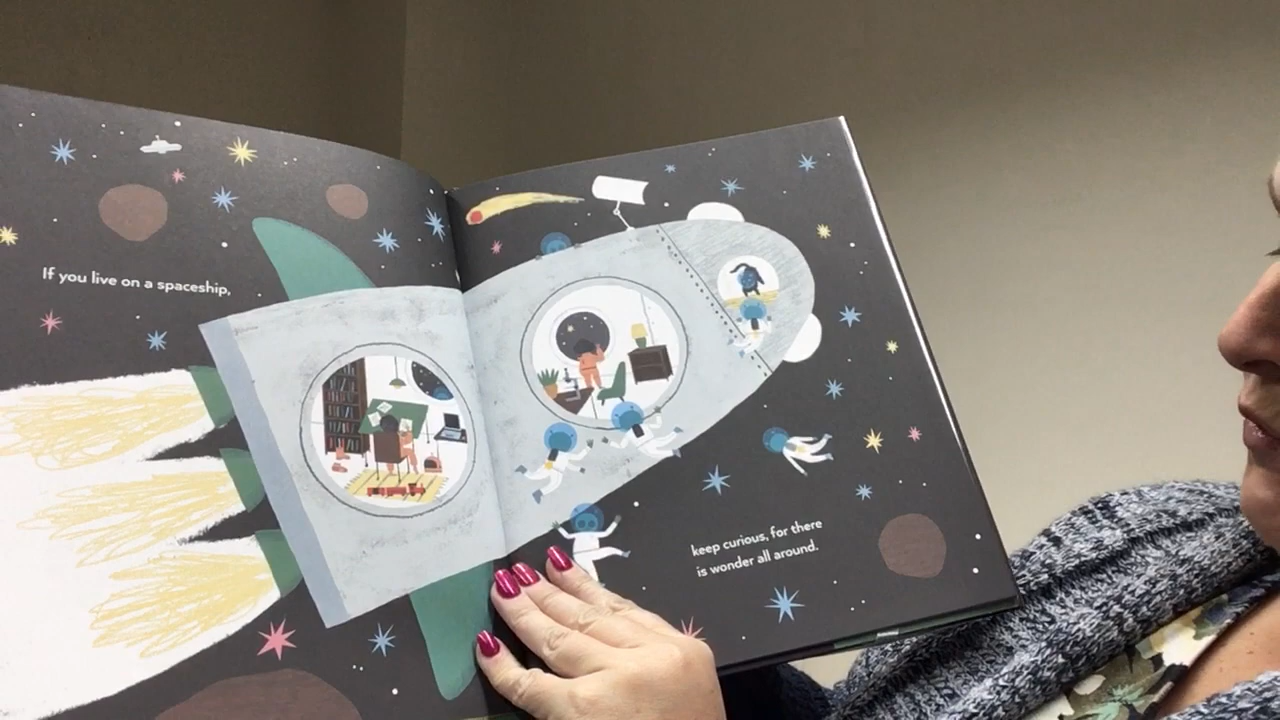 If you live on a spaceship,
keep curious, for there
is wonder all around.